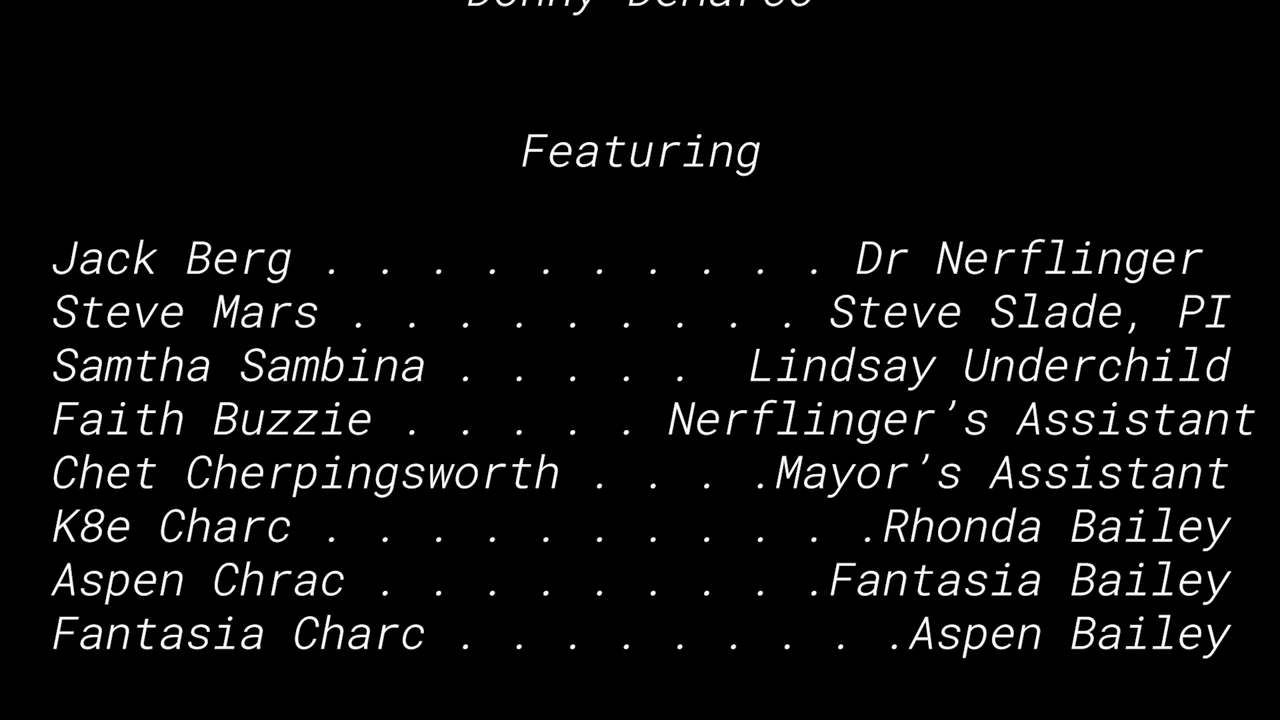 Featuring
Jack Berg . . . . . . . . . . Dr Nerflinger
Steve Mars . . . . . . . . . Steve Slade, PI
Samtha Sambina . . . . . Lindsay Underchild
Faith Buzzie . . . . . Nerflinger’s Assistant
Chet Cherpingsworth . . . .Mayor’s Assistant
K8e Charc . . . . . . . . . . .Rhonda Bailey
Aspen Chrac . . . . . . . . .Fantasia Bailey
Fantasia Charc . . . . . . . . .Aspen Bailey